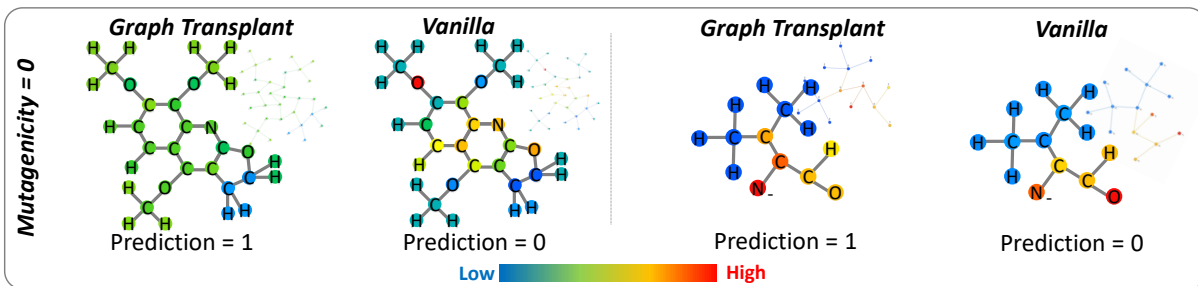 Graph Transplant
Vanilla
Graph Transplant
Vanilla
Mutagenicity = 0
H H H H
H C C H
O O
C C
H C C N
C C C O
H C C H
H O C C H
H C H H
H
H H H H
H C C H
O O
C C
H C C N
C C C O
H C C H
H O C C H
H C H H
H
H H
H C H
H C C
H C H
N - C O
H H
H C H
H C C
H C H
N - C O
Prediction = 1
Prediction = 0
Prediction = 1
Prediction = 0
Low
High